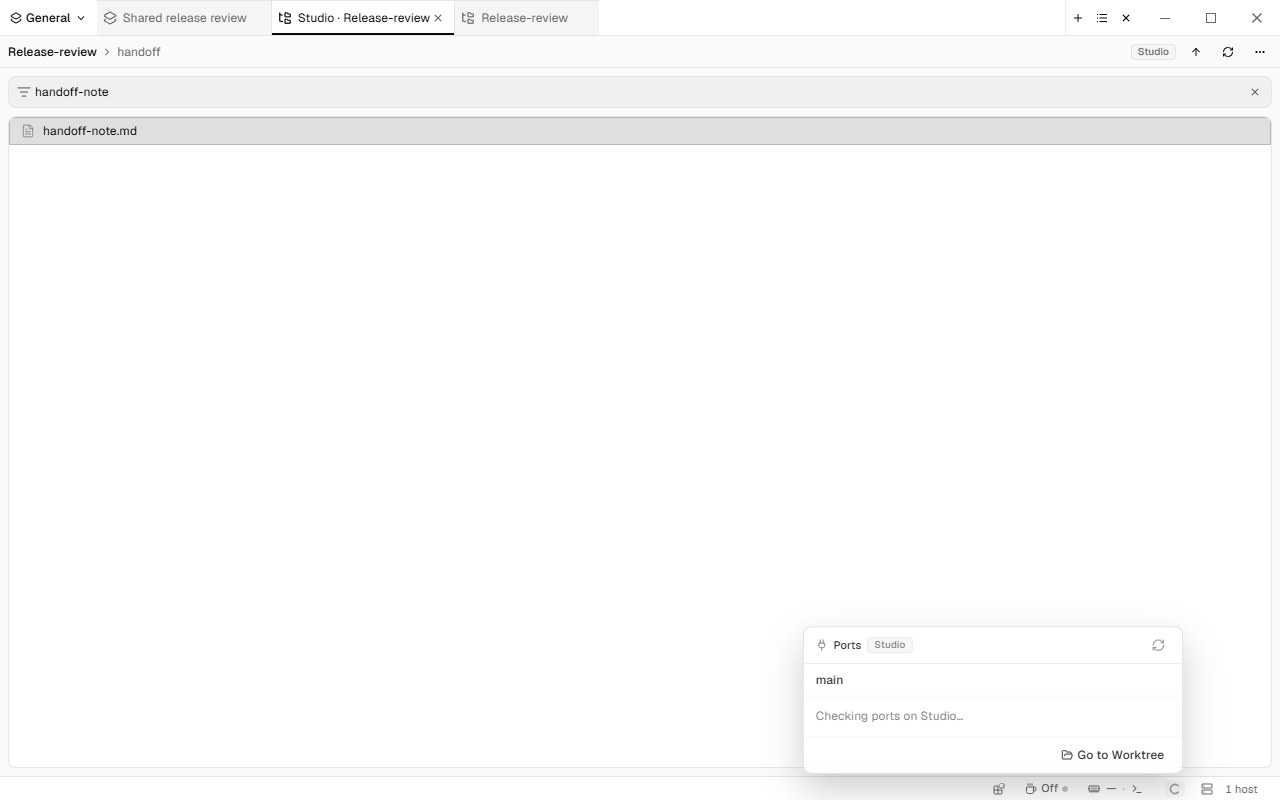 General
Shared release review
Studio · Release-review
Release-review
Release-review > handoff
Studio
handoff-note
handoff-note.md
Ports Studio
main
Checking ports on Studio…
Go to Worktree
Off
1 host